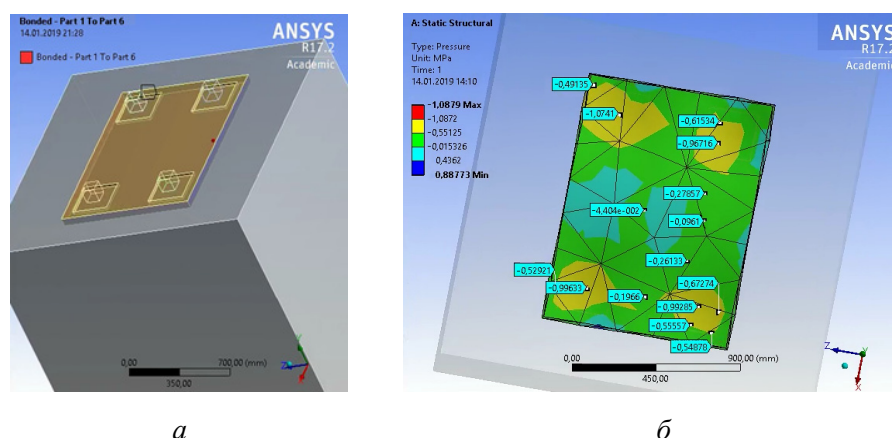 Bonded - Part 1 To Part 6
14.01.2019 21:28
Bonded - Part 1 To Part 6
ANSYS
R17.2
Academic
0,00
700,00 (mm)
350,00
Y
Z
а
A: Static Structural
Type: Pressure
Unit: MPa
Time: 1
14.01.2019 14:10
-1,0879 Max
-1,0872
-0,55125
-0,015326
0,4362
0,88773 Min
ANSYS
R17.2
Academic
-0,49135
-1,0741
-0,61534
-0,96716
-0,27857
-4,404e-002
-0,0961
-0,26133
-0,52921
-0,67274
-0,99633
-0,1966
-0,99285
-0,55557
-0,54878
0,00
900,00 (mm)
450,00
Z
Y
X
б